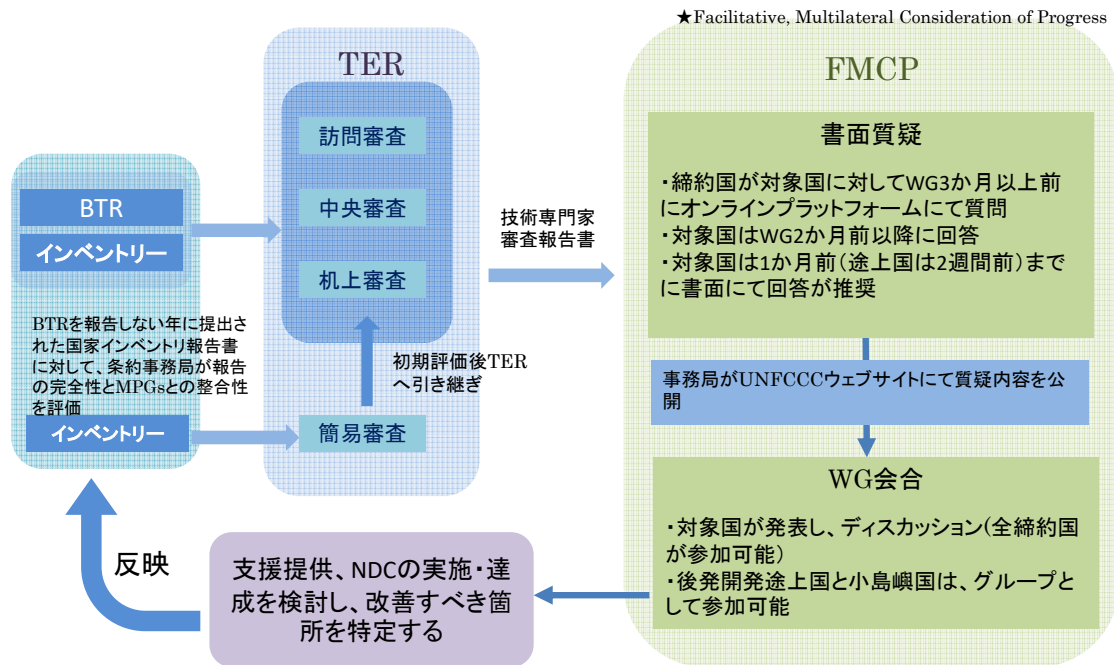 ★Facilitative, Multilateral Consideration of Progress
TER
訪問審査
中央審査
机上審査
初期評価後TER
へ引き継ぎ
簡易審査
BTR
インベントリー
BTRを報告しない年に提出さ
れた国家インベントリ報告書
に対して、条約事務局が報告
の完全性とMPGsとの整合性
を評価
インベントリー
技術専門家
審査報告書
FMCP
書面質疑
・締約国が対象国に対してWG3か月以上前
にオンラインプラットフォームにて質問
・対象国はWG2か月前以降に回答
・対象国は1か月前(途上国は2週間前)まで
に書面にて回答が推奨
事務局がUNFCCCウェブサイトにて質疑内容を公
開
WG会合
・対象国が発表し、ディスカッション(全締約国
が参加可能)
・後発開発途上国と小島嶼国は、グループと
して参加可能
支援提供、NDCの実施・達
成を検討し、改善すべき箇
所を特定する
反映